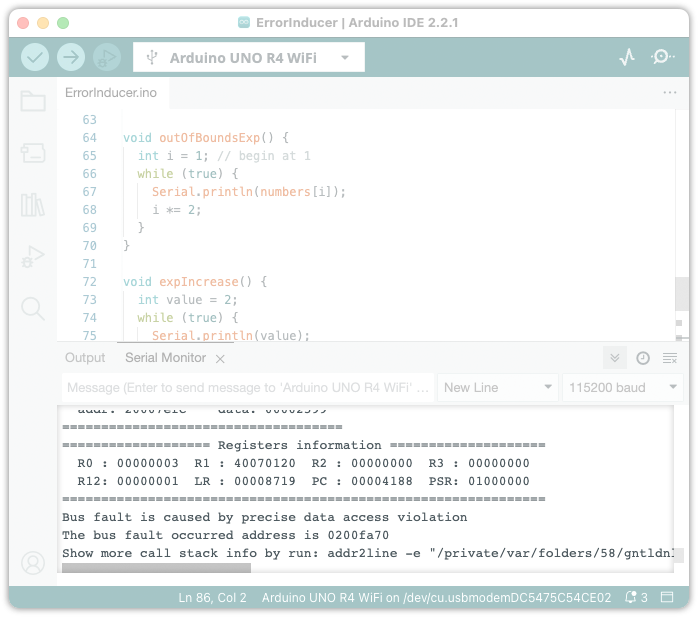 ErrorInducer | Arduino IDE 2.2.1
Arduino UNO R4 WiFi
ErrorInducer.ino
63
64 void outOfBoundsExp() {
65 int i = 1; // begin at 1
66 while (true) {
67 Serial.println(numbers[i]);
68 i *= 2;
69 }
70 }
71
72 void expIncrease() {
73 int value = 2;
74 while (true) {
75 Serial.println(value);
Output Serial Monitor
Message (Enter to send message to 'Arduino UNO R4 WiFi' ... New Line 115200 baud
addr: 20007efc data: 00002599
====================================
=================== Registers information ====================
R0 : 00000003 R1 : 40070120 R2 : 00000000 R3 : 00000000
R12: 00000001 LR : 00008719 PC : 00004188 PSR: 01000000
==============================================================
Bus fault is caused by precise data access violation
The bus fault occurred address is 0200fa70
Show more call stack info by run: addr2line -e "/private/var/folders/58/gntldn
Ln 86, Col 2 Arduino UNO R4 WiFi on /dev/cu.usbmodemDC5475C54CE02 3